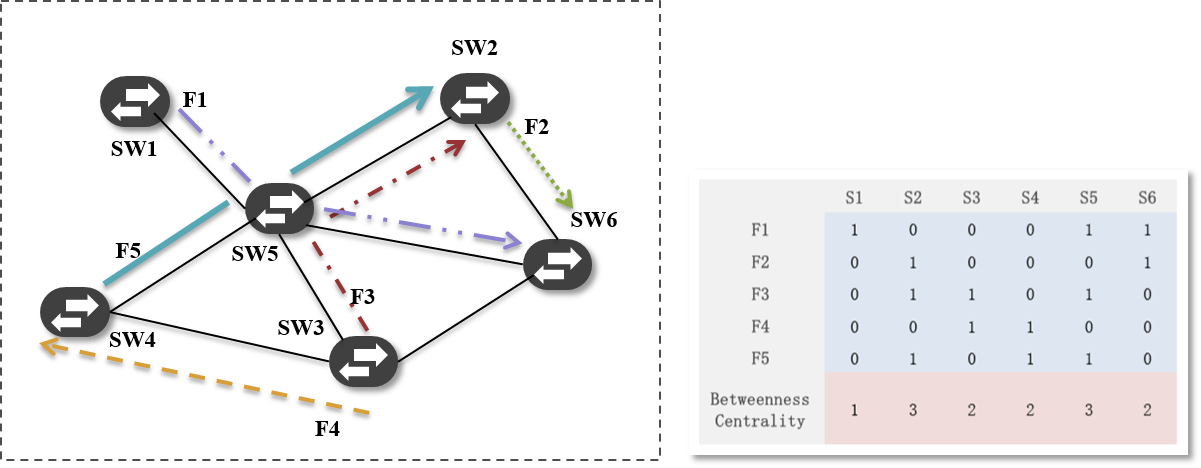 SW2
F1
F2
SW1
SW6
F5
SW5
F3
SW3
SW4
F4
S1 S2 S3 S4 S5 S6
F1 1 0 0 0 1 1
F2 0 1 0 0 0 1
F3 0 1 1 0 1 0
F4 0 0 1 1 0 0
F5 0 1 0 1 1 0
Betweenness
Centrality 1 3 2 2 3 2